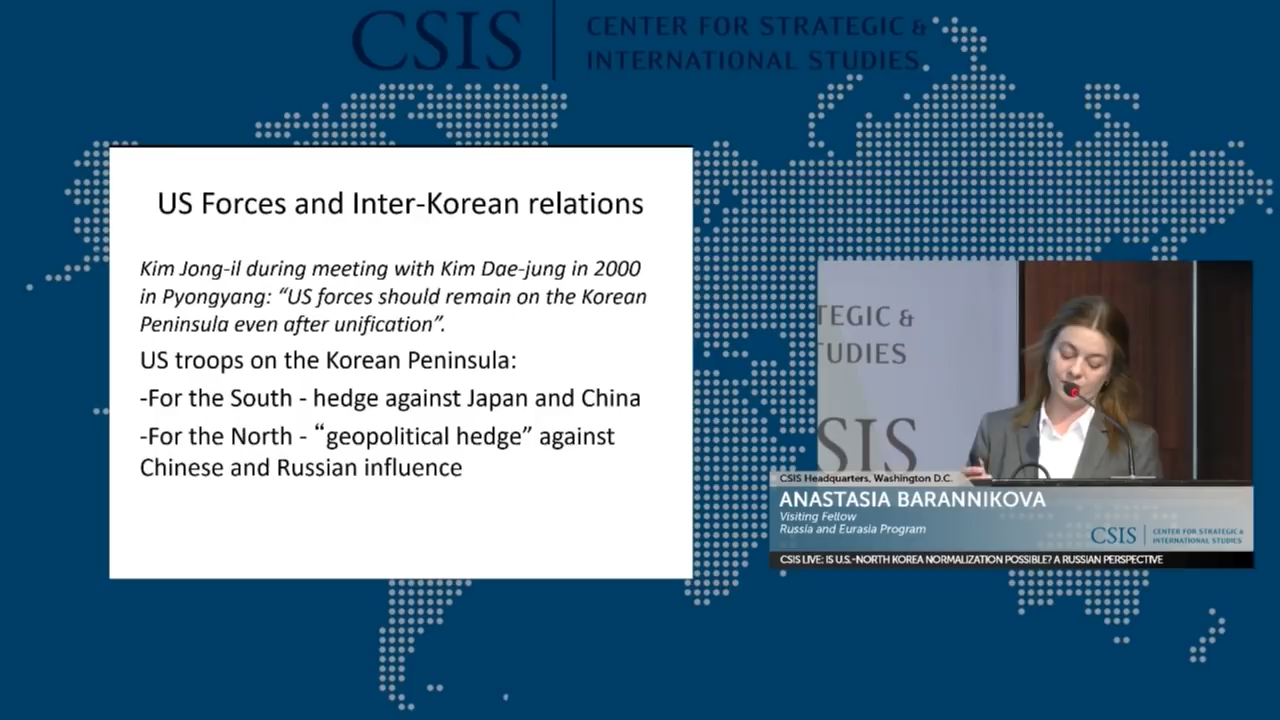 CSIS
CENTER FOR STRATEGIC &
INTERNATIONAL STUDIES
US Forces and Inter-Korean relations
Kim Jong-il during meeting with Kim Dae-jung in 2000
in Pyongyang: “US forces should remain on the Korean
Peninsula even after unification”.
US troops on the Korean Peninsula:
-For the South - hedge against Japan and China
-For the North - “geopolitical hedge” against
Chinese and Russian influence
TEGIC &
TUDIES
SIS
CSIS Headquarters, Washington D.C.
ANASTASIA BARANNIKOVA
Visiting Fellow
Russia and Eurasia Program
CSIS
CENTER FOR STRATEGIC &
INTERNATIONAL STUDIES
CSIS LIVE: IS U.S.-NORTH KOREA NORMALIZATION POSSIBLE? A RUSSIAN PERSPECTIVE